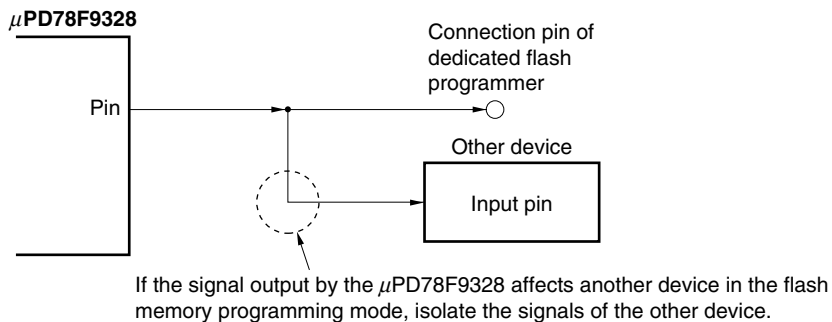 μPD78F9328
Connection pin of
dedicated flash
programmer
Pin
Other device
Input pin
If the signal output by the μPD78F9328 affects another device in the flash
memory programming mode, isolate the signals of the other device.